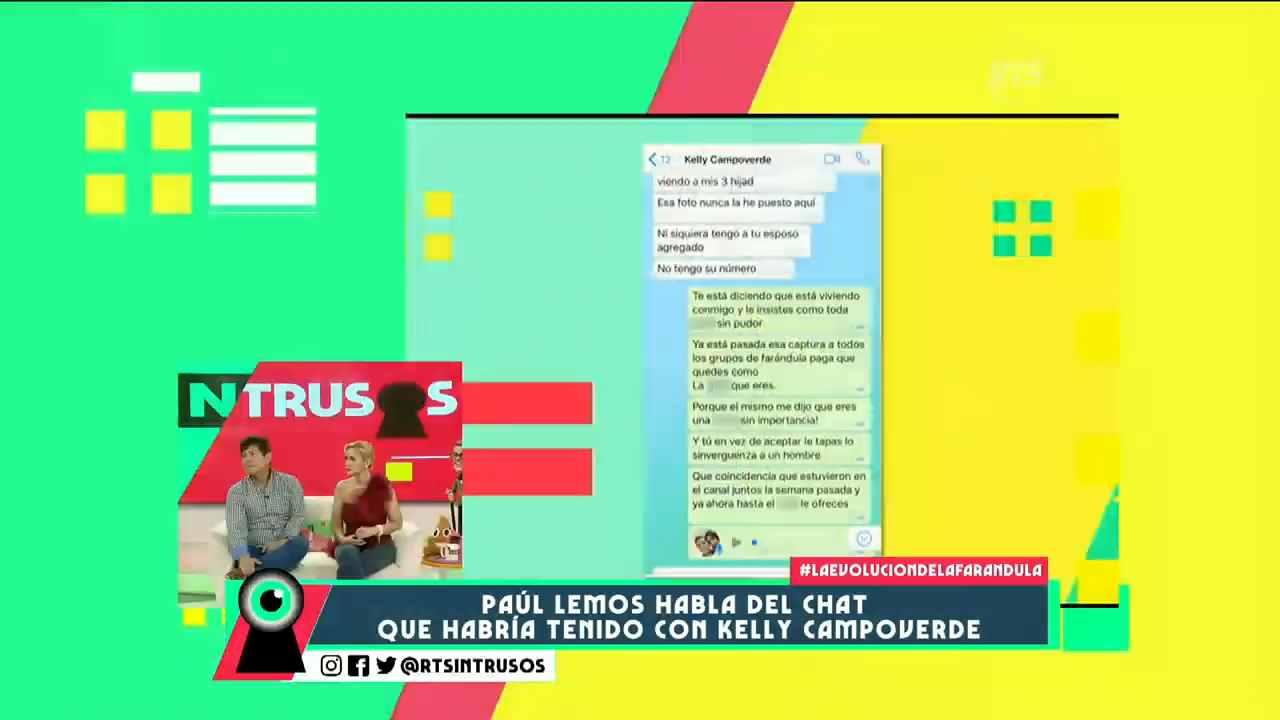 RTS
12 Kelly Campoverde
viendo a mis 3 hijad
Esa foto nunca la he puesto aquí
Ni siquiera tengo a tu esposo
agregado
No tengo su número
Te está diciendo que está viviendo
conmigo y le insistes como toda
sin pudor
Ya está pasada esa captura a todos
los grupos de farándula paga que
quedes como
La que eres.
Porque el mismo me dijo que eres
una sin importancia!
Y tú en vez de aceptar le tapas lo
sinverguenza a un hombre
Que coincidencia que estuvieron en
el canal juntos la semana pasada y
ya ahora hasta el le ofreces
NTRUSOS
#LAEVOLUCIONDELAFARANDULA
PAÚL LEMOS HABLA DEL CHAT
QUE HABRÍA TENIDO CON KELLY CAMPOVERDE
@RTSINTRUSOS